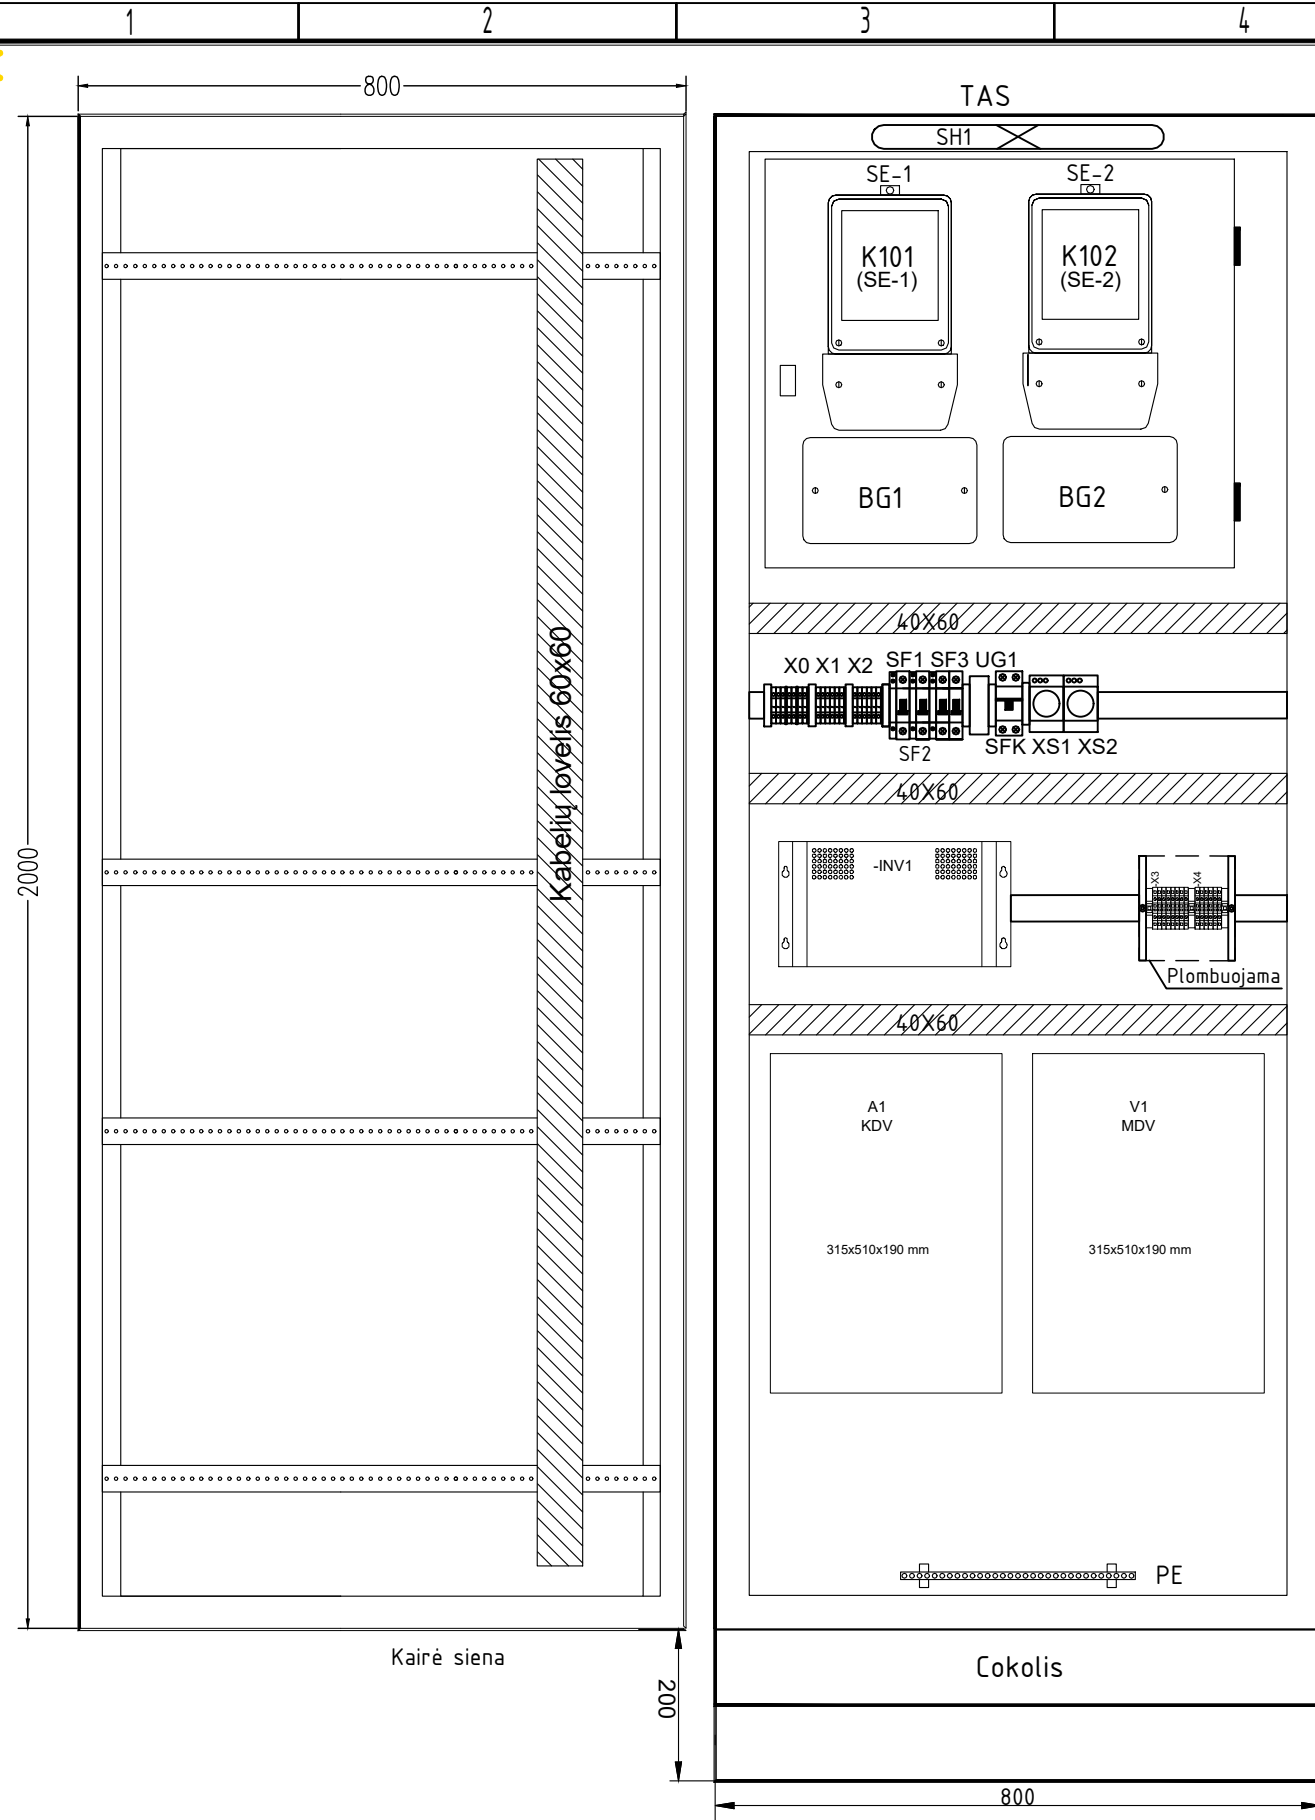 1 2 3 4
800
2000
Kabelių lovelis 60x60
Kairė siena
200
TAS
SH1
SE-1 SE-2
K101 K102
(SE-1) (SE-2)
BG1 BG2
40X60
X0 X1 X2 SF1 SF3 UG1
SF2 SFK XS1 XS2
40X60
-INV1
-X3 -X4
Plombuojama
40X60
A1 V1
KDV MDV
315x510x190 mm 315x510x190 mm
PE
Cokolis
800